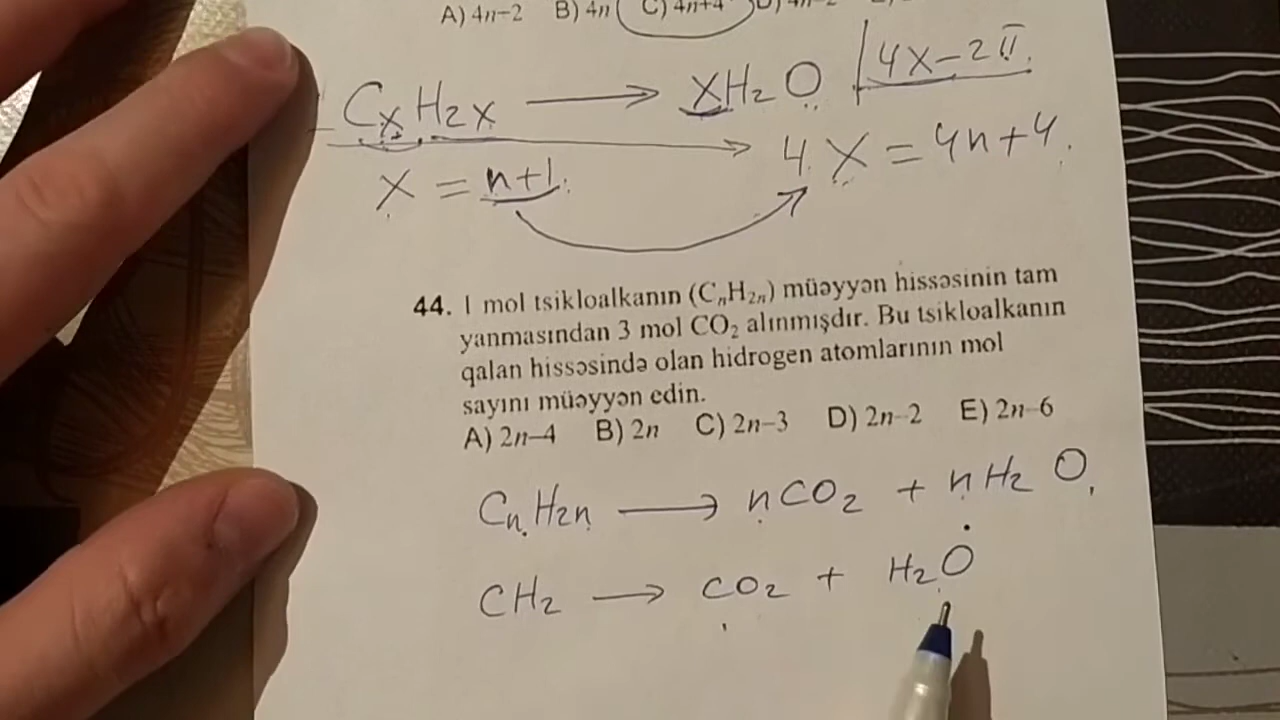 A) 4n–2 B) 4n C) 4n+4
CxH2x → xH2O | 4x–2π.
→ 4x = 4n+4.
x = n+1.
44. 1 mol tsikloalkanın (CnH2n) müəyyən hissəsinin tam
yanmasından 3 mol CO2 alınmışdır. Bu tsikloalkanın
qalan hissəsində olan hidrogen atomlarının mol
sayını müəyyən edin.
A) 2n–4 B) 2n C) 2n–3 D) 2n–2 E) 2n–6
CnH2n → nCO2 + nH2O,
CH2 → CO2 + H2O